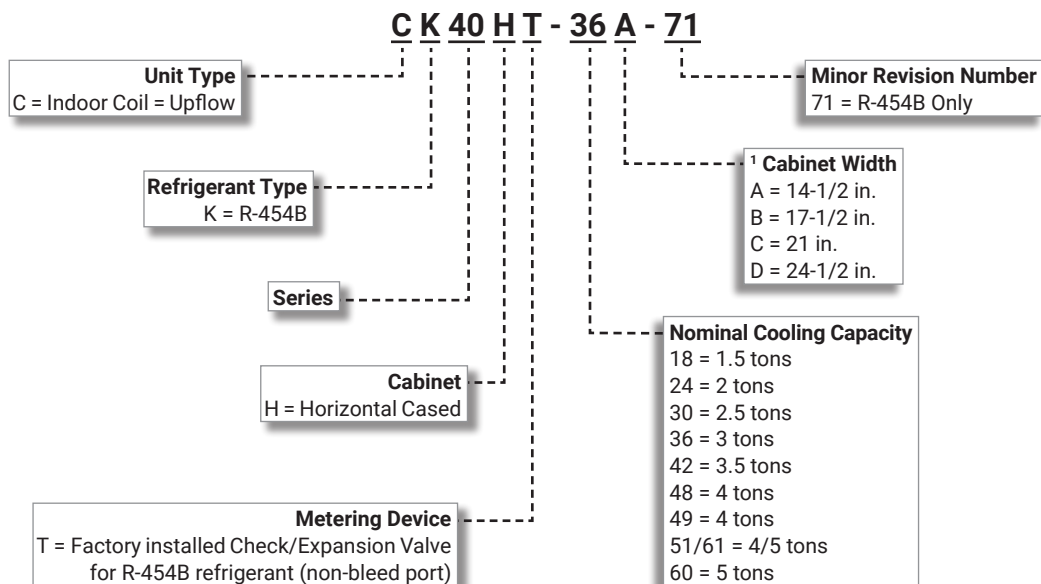 C K 40 H T - 36 A - 71
Unit Type
C = Indoor Coil = Upflow
Refrigerant Type
K = R-454B
Series
Cabinet
H = Horizontal Cased
Metering Device
T = Factory installed Check/Expansion Valve
for R-454B refrigerant (non-bleed port)
Minor Revision Number
71 = R-454B Only
¹ Cabinet Width
A = 14-1/2 in.
B = 17-1/2 in.
C = 21 in.
D = 24-1/2 in.
Nominal Cooling Capacity
18 = 1.5 tons
24 = 2 tons
30 = 2.5 tons
36 = 3 tons
42 = 3.5 tons
48 = 4 tons
49 = 4 tons
51/61 = 4/5 tons
60 = 5 tons